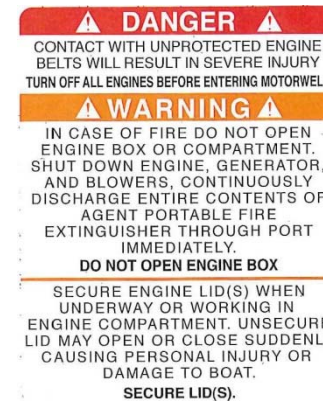 DANGER
CONTACT WITH UNPROTECTED ENGINE
BELTS WILL RESULT IN SEVERE INJURY
TURN OFF ALL ENGINES BEFORE ENTERING MOTORWEL
WARNING
IN CASE OF FIRE DO NOT OPEN
ENGINE BOX OR COMPARTMENT.
SHUT DOWN ENGINE, GENERATOR,
AND BLOWERS, CONTINUOUSLY
DISCHARGE ENTIRE CONTENTS OF
AGENT PORTABLE FIRE
EXTINGUISHER THROUGH PORT
IMMEDIATELY.
DO NOT OPEN ENGINE BOX
SECURE ENGINE LID(S) WHEN
UNDERWAY OR WORKING IN
ENGINE COMPARTMENT. UNSECURE
LID MAY OPEN OR CLOSE SUDDENL
CAUSING PERSONAL INJURY OR
DAMAGE TO BOAT.
SECURE LID(S).